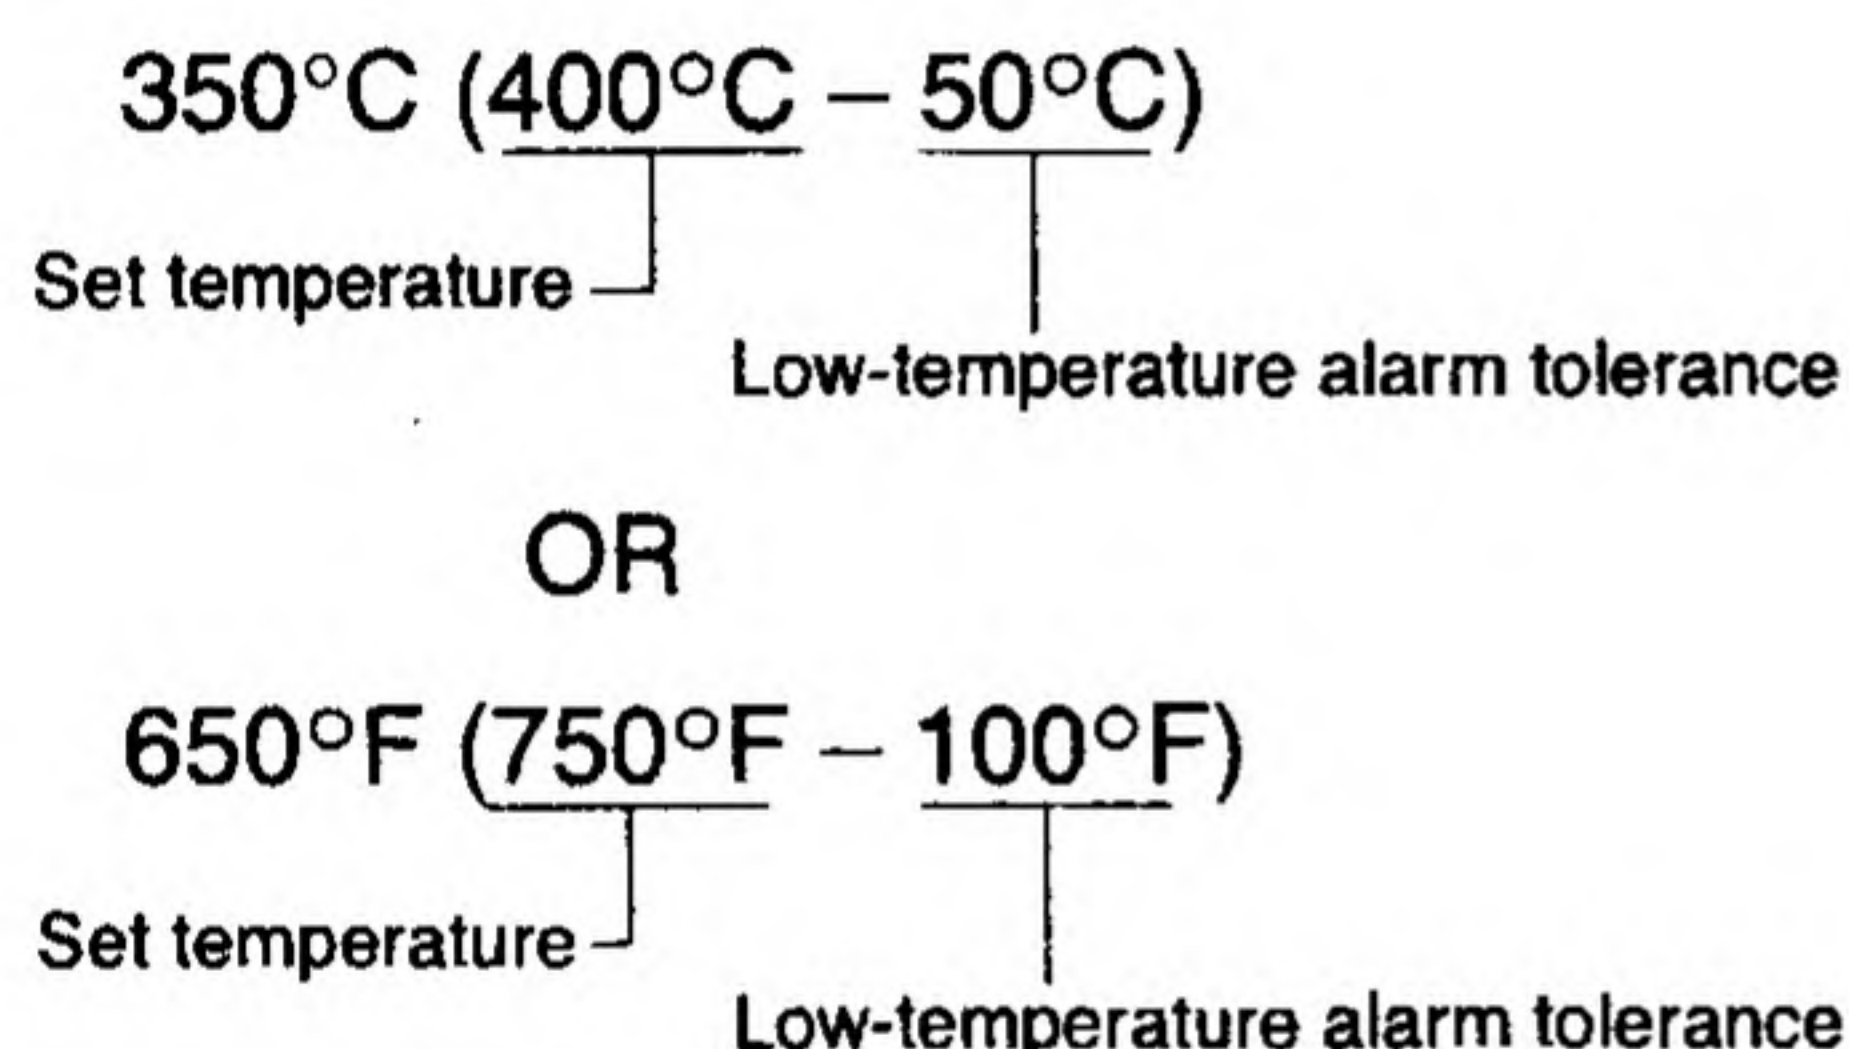 350°C (400°C – 50°C)
Set temperature
Low-temperature alarm tolerance
OR
650°F (750°F – 100°F)
Set temperature
Low-temperature alarm tolerance